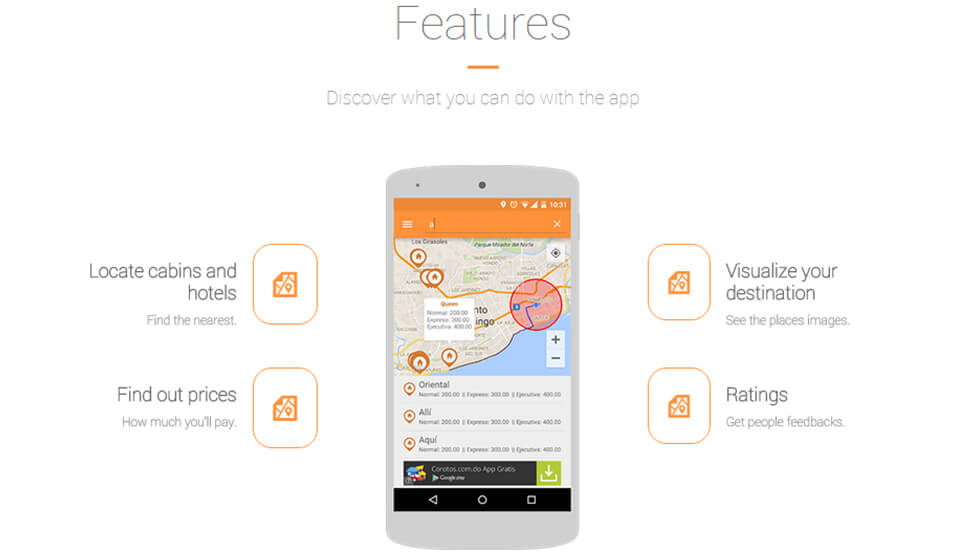 Features
Discover what you can do with the app
Locate cabins and
hotels
Find the nearest.
Find out prices
How much you'll pay.
10:31
a
Los Girasoles
Parque Mirador del Norte
Queen
Normal: 200.00
Expreso: 300.00
Ejecutiva: 400.00
nto
ingo
Oriental
Normal: 200.00 || Expreso: 300.00 || Ejecutiva: 400.00
Allí
Normal: 200.00 || Expreso: 300.00 || Ejecutiva: 400.00
Aquí
Normal: 200.00 || Expreso: 300.00 || Ejecutiva: 400.00
Corotos.com.do App Gratis
Google play
Visualize your
destination
See the places images.
Ratings
Get people feedbacks.